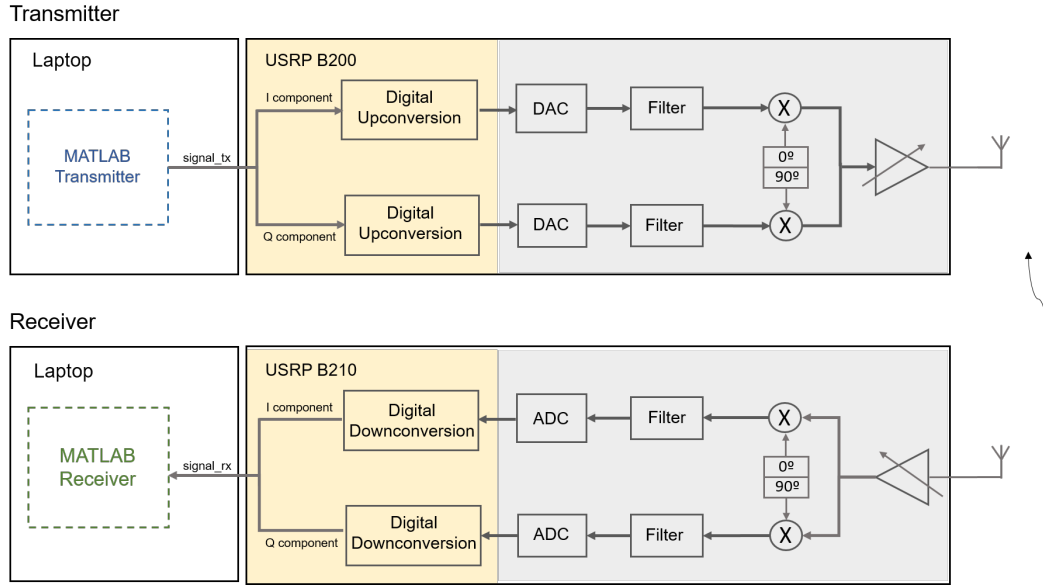 Transmitter
Laptop
USRP B200
I component
Digital
Upconversion
DAC
Filter
X
MATLAB
Transmitter
signal_tx
0º
90º
Q component
Digital
Upconversion
DAC
Filter
X
Receiver
Laptop
USRP B210
I component
Digital
Downconversion
ADC
Filter
X
MATLAB
Receiver
signal_rx
0º
90º
Q component
Digital
Downconversion
ADC
Filter
X